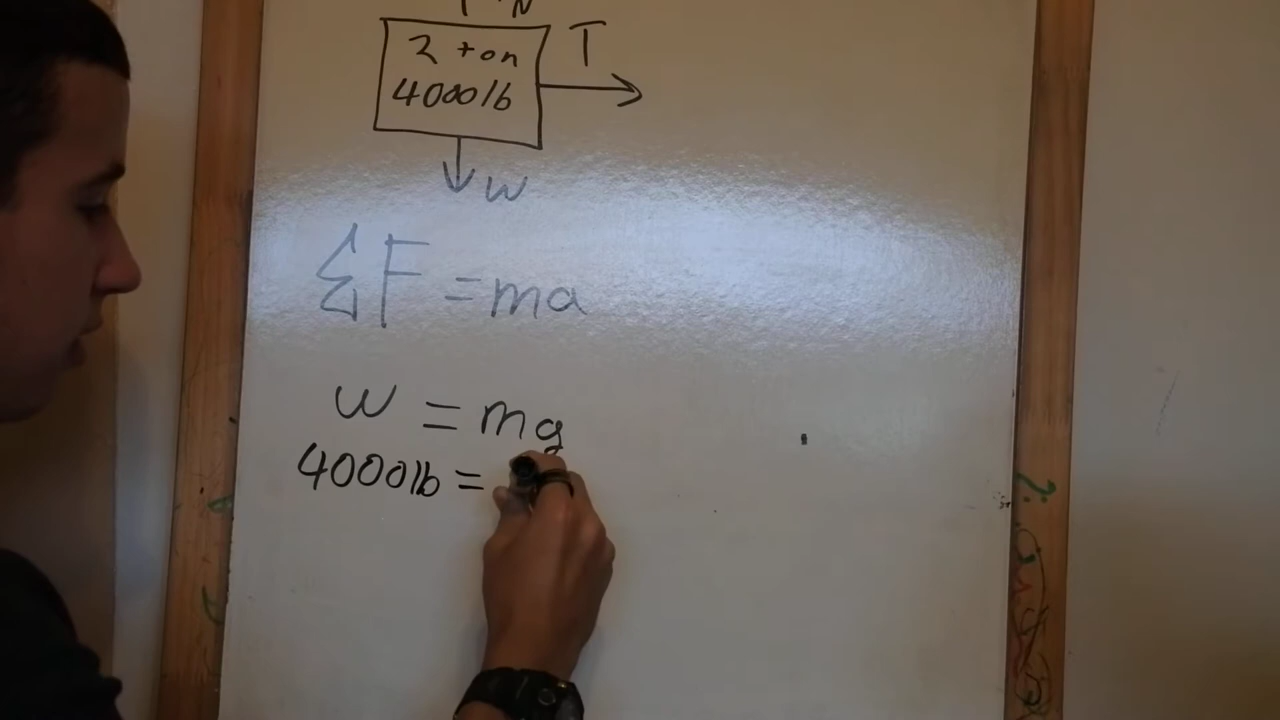 N
2 ton
T
4000lb
w
ΣF = ma
w = mg
4000lb =